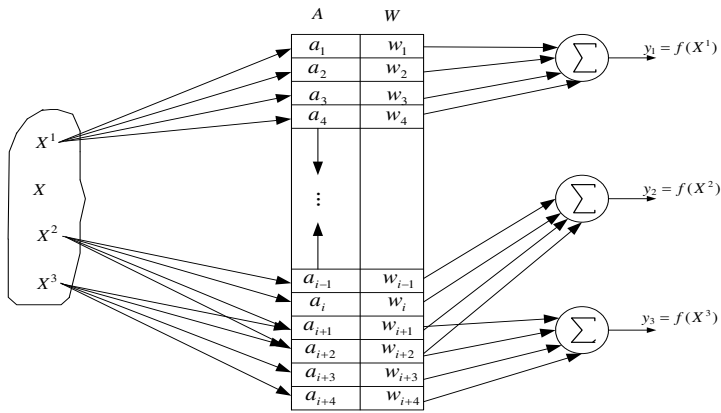 A W
a₁ w₁ y₁ = f(X¹)
a₂ w₂ Σ
a₃ w₃
a₄ w₄
X¹
X
⋮
Σ y₂ = f(X²)
X²
X³
aᵢ₋₁ wᵢ₋₁
aᵢ wᵢ
aᵢ₊₁ wᵢ₊₁ Σ y₃ = f(X³)
aᵢ₊₂ wᵢ₊₂
aᵢ₊₃ wᵢ₊₃
aᵢ₊₄ wᵢ₊₄